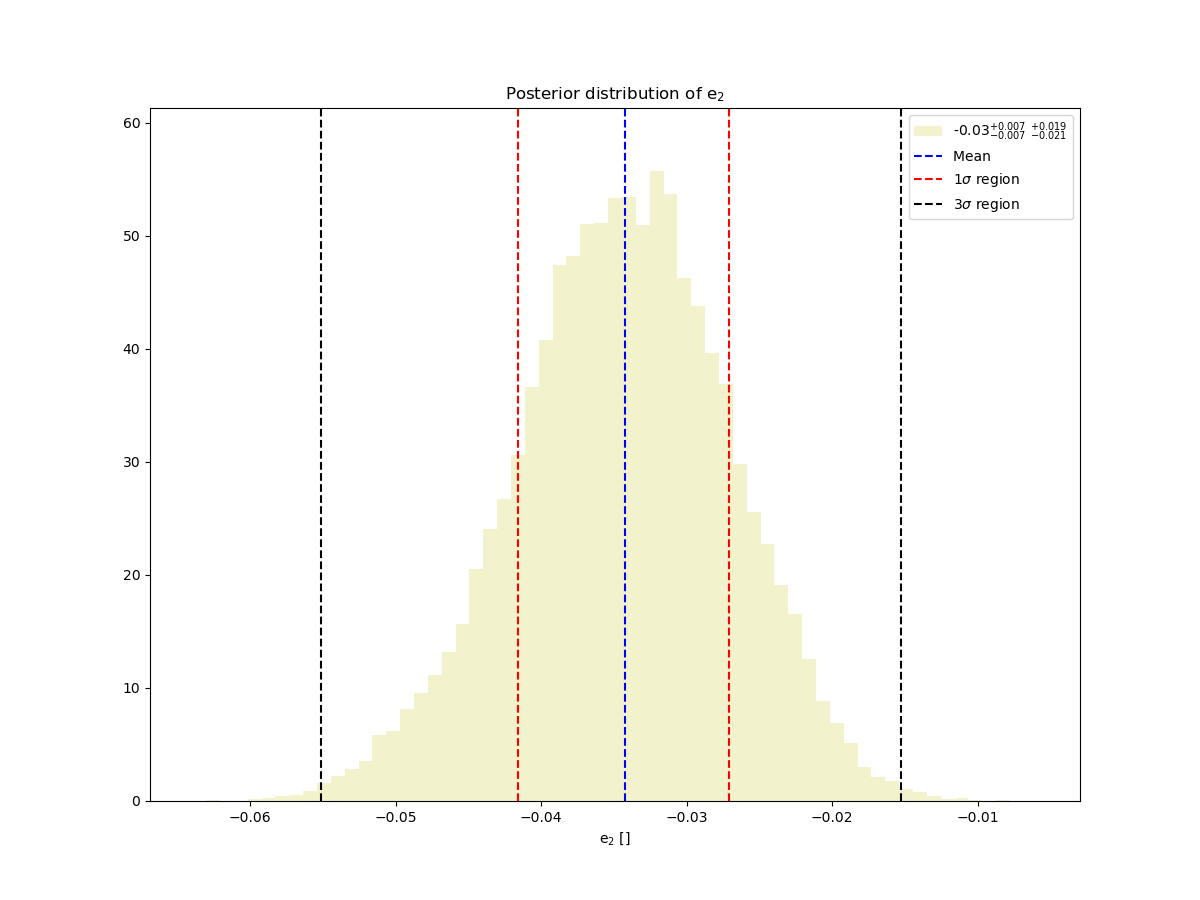 Posterior distribution of e₂
60
50
40
30
20
10
0
-0.03⁺⁰·⁰⁰⁷₋₀.₀₀₇ ⁺⁰·⁰¹⁹₋₀.₀₂₁
Mean
1σ region
3σ region
−0.06 −0.05 −0.04 −0.03 −0.02 −0.01
e₂ []